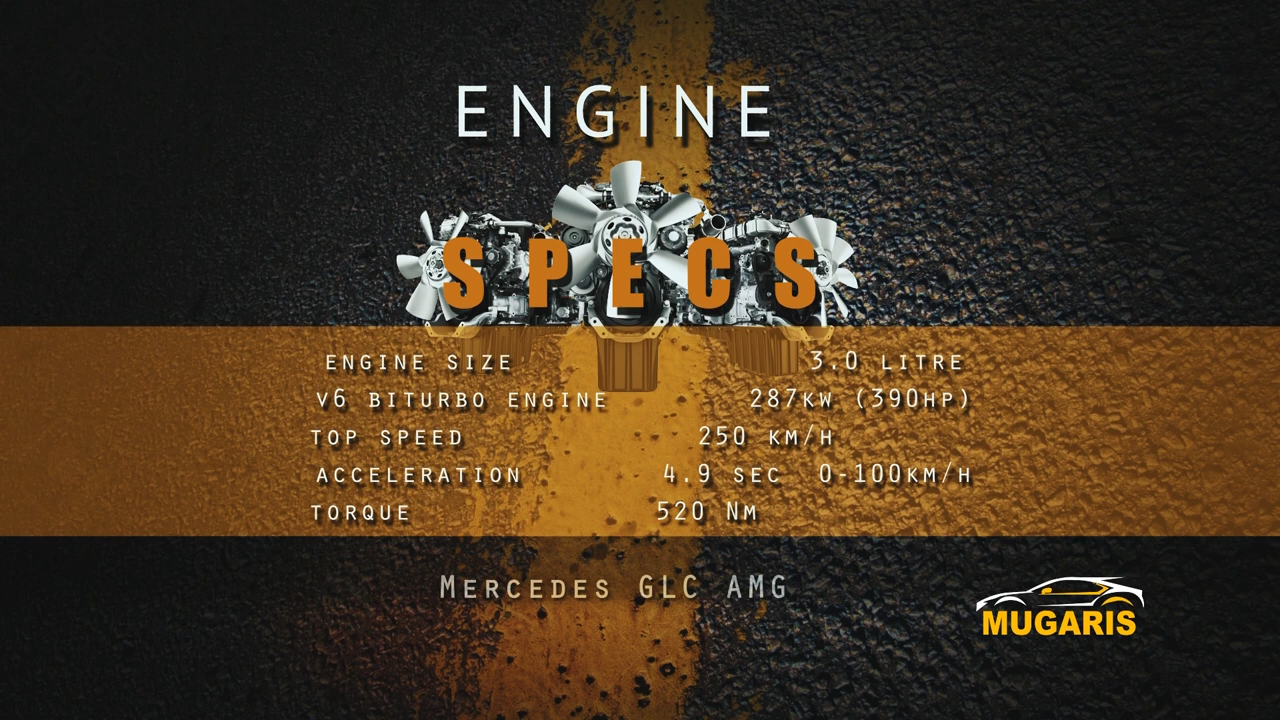 ENGINE
SPECS
ENGINE SIZE 3.0 LITRE
V6 BITURBO ENGINE 287KW (390HP)
TOP SPEED 250 KM/H
ACCELERATION 4.9 SEC 0-100KM/H
TORQUE 520 NM
MERCEDES GLC AMG
MUGARIS